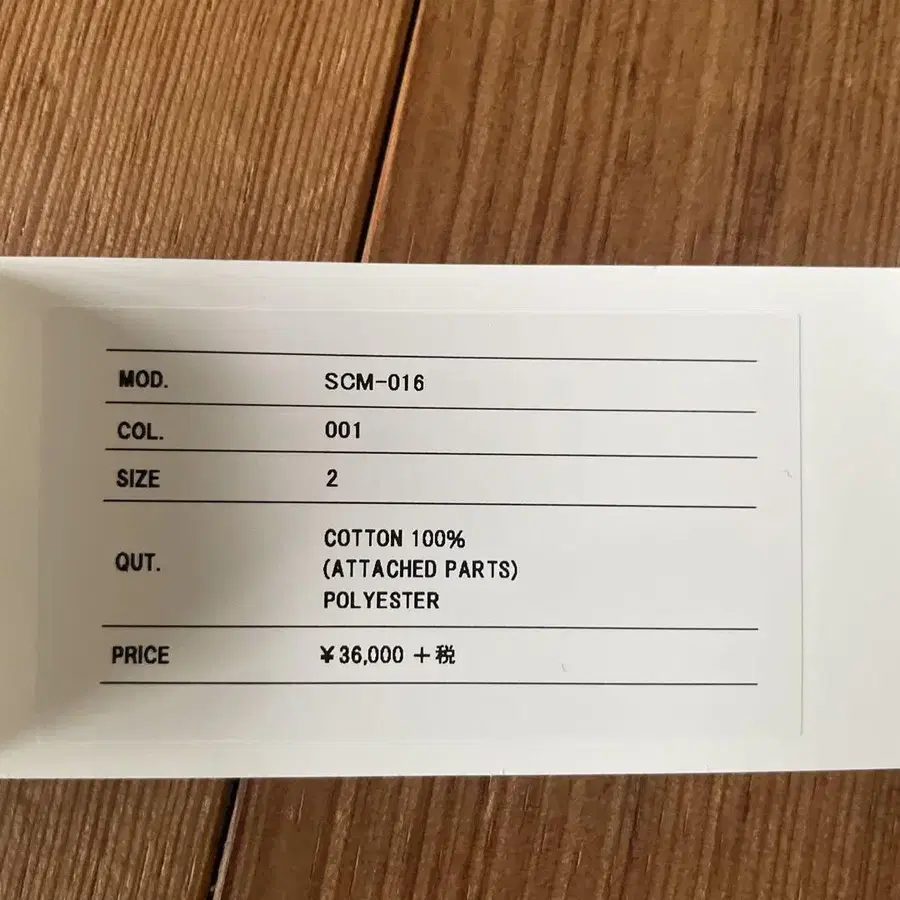 MOD. SCM-016
COL. 001
SIZE 2
QUT. COTTON 100%
(ATTACHED PARTS)
POLYESTER
PRICE ¥36,000 +税